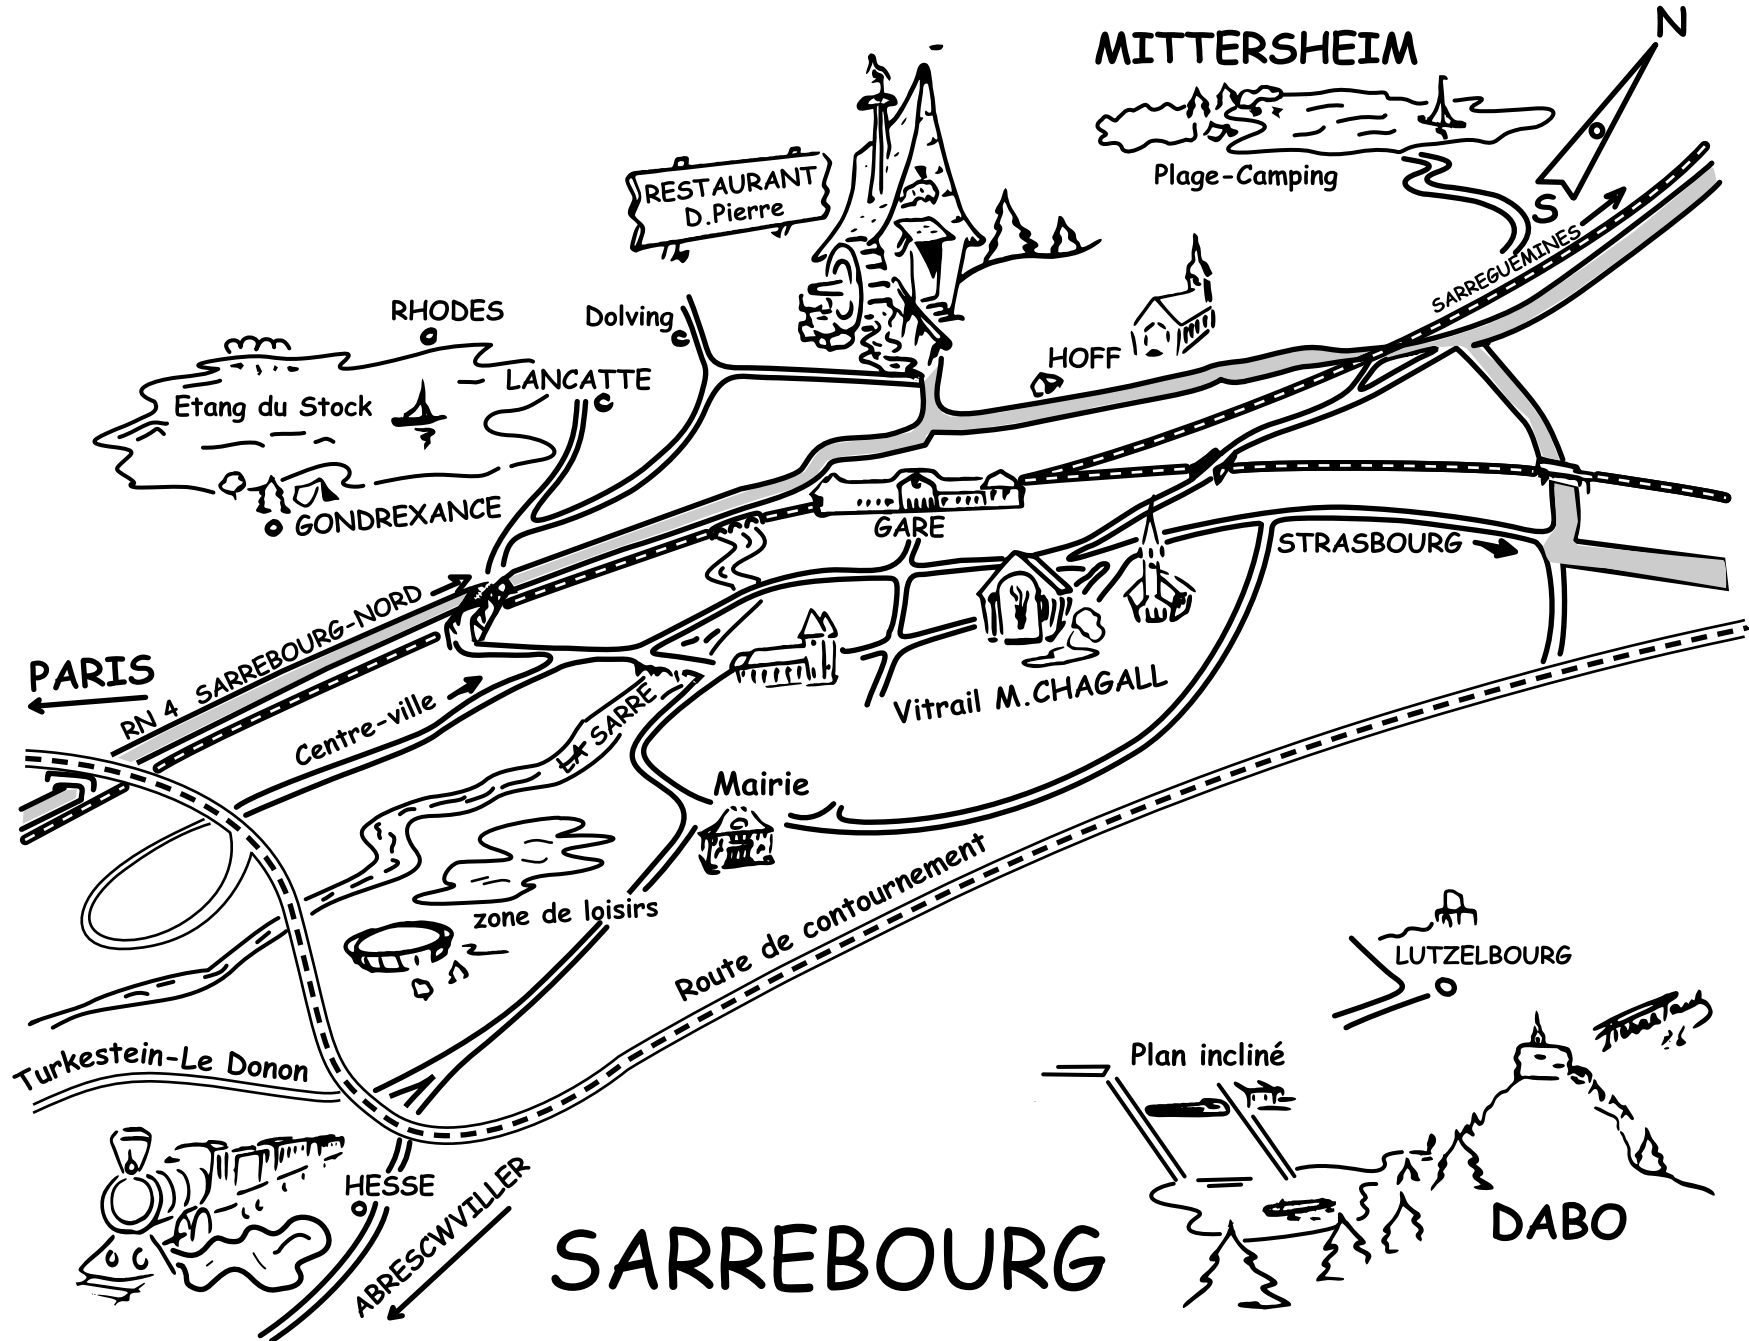 N
MITTERSHEIM
Plage-Camping
S
SARREGUEMINES
RESTAURANT
D.Pierre
RHODES
Dolving
HOFF
LANCATTE
Etang du Stock
GONDREXANCE
GARE
STRASBOURG
RN 4 SARREBOURG-NORD
PARIS
Centre-ville
LA SARRE
Vitrail M.CHAGALL
Mairie
zone de loisirs
Route de contournement
LUTZELBOURG
Turkestein-Le Donon
Plan incliné
HESSE
ABRESCWVILLER
SARREBOURG
DABO